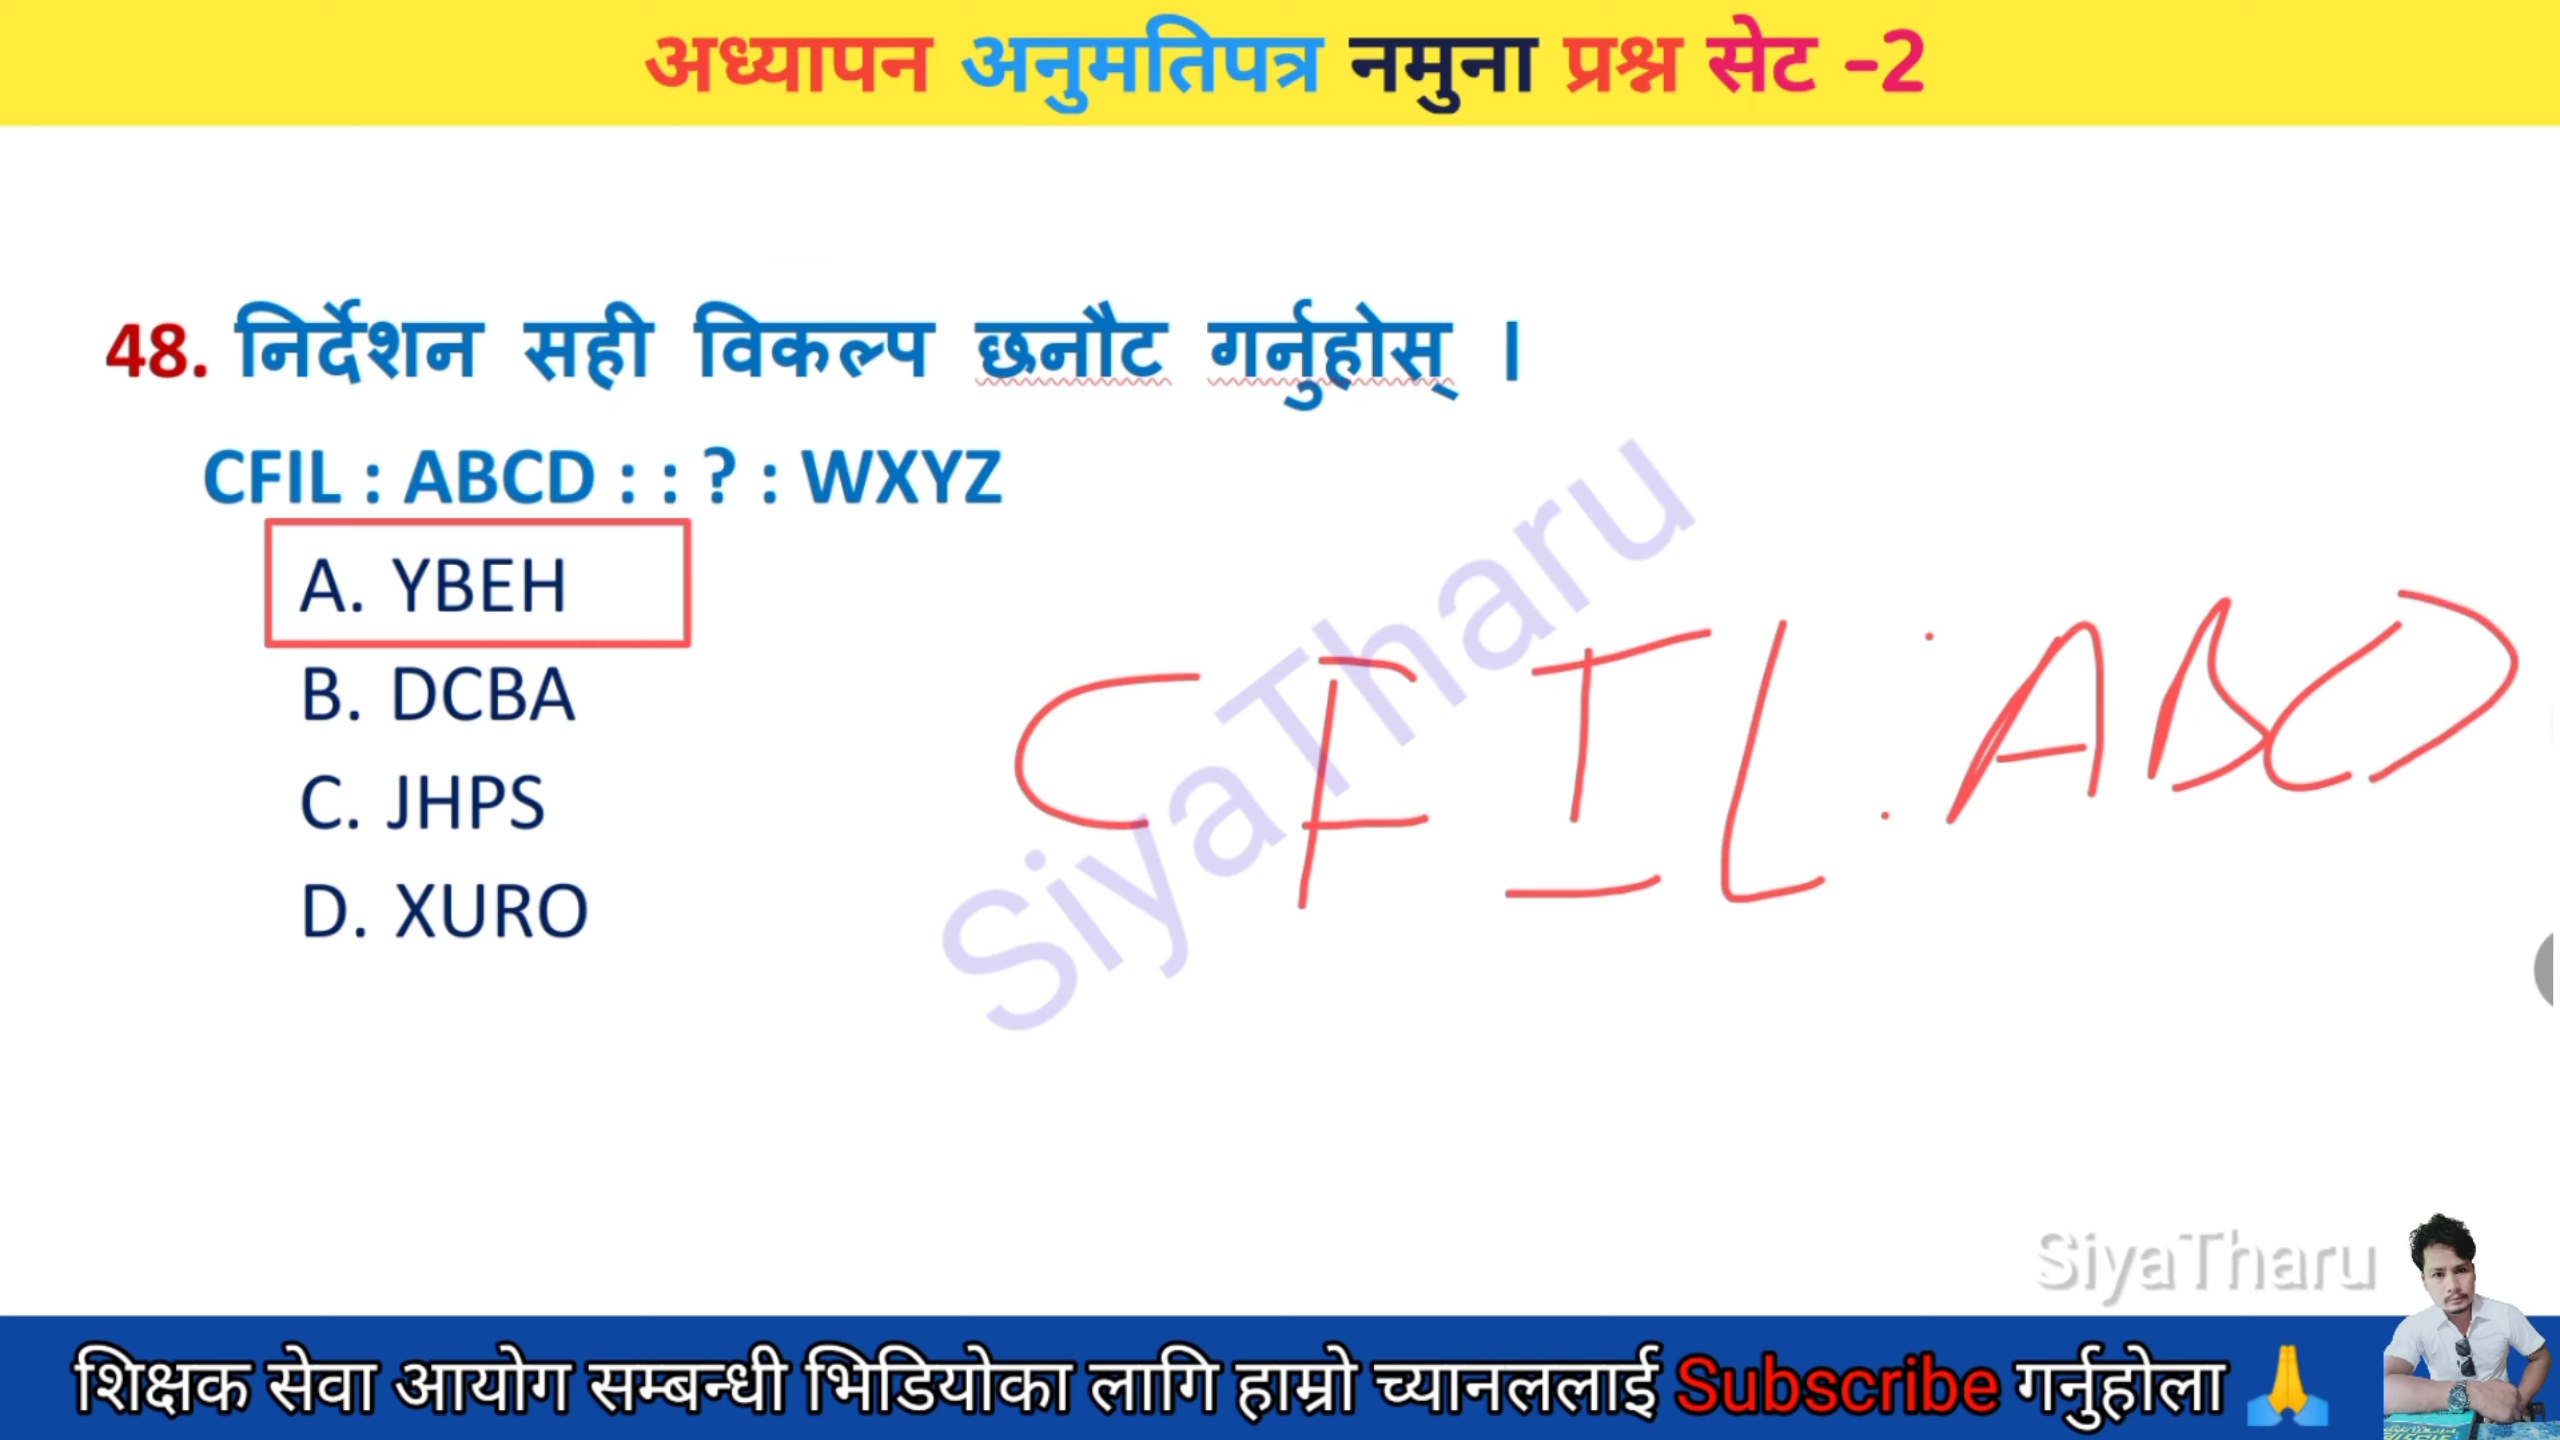 अध्यापन अनुमतिपत्र नमुना प्रश्न सेट -2
48. निर्देशन सही विकल्प छनौट गर्नुहोस् ।
CFIL : ABCD : : ? : WXYZ
A. YBEH
B. DCBA
C. JHPS
D. XURO
CFIL : ABCD
SiyaTharu
SiyaTharu
शिक्षक सेवा आयोग सम्बन्धी भिडियोका लागि हाम्रो च्यानललाई Subscribe गर्नुहोला 🙏